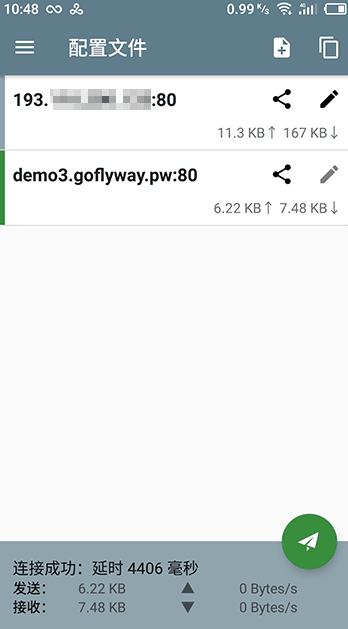 10:48 0.99 K/s
配置文件
193. :80
11.3 KB↑ 167 KB↓
demo3.goflyway.pw:80
6.22 KB↑ 7.48 KB↓
连接成功：延时 4406 毫秒
发送： 6.22 KB ▲ 0 Bytes/s
接收： 7.48 KB ▼ 0 Bytes/s